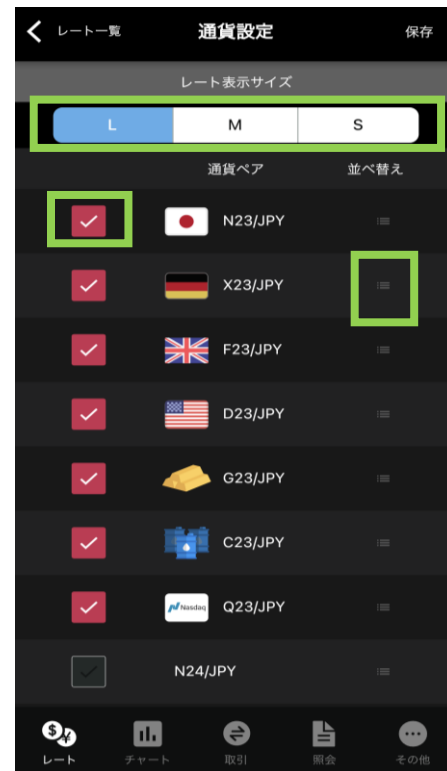 レート一覧 通貨設定 保存
レート表示サイズ
L M S
通貨ペア 並べ替え
N23/JPY
X23/JPY
F23/JPY
D23/JPY
G23/JPY
C23/JPY
Nasdaq Q23/JPY
N24/JPY
$ ¥
レート チャート 取引 照会 その他